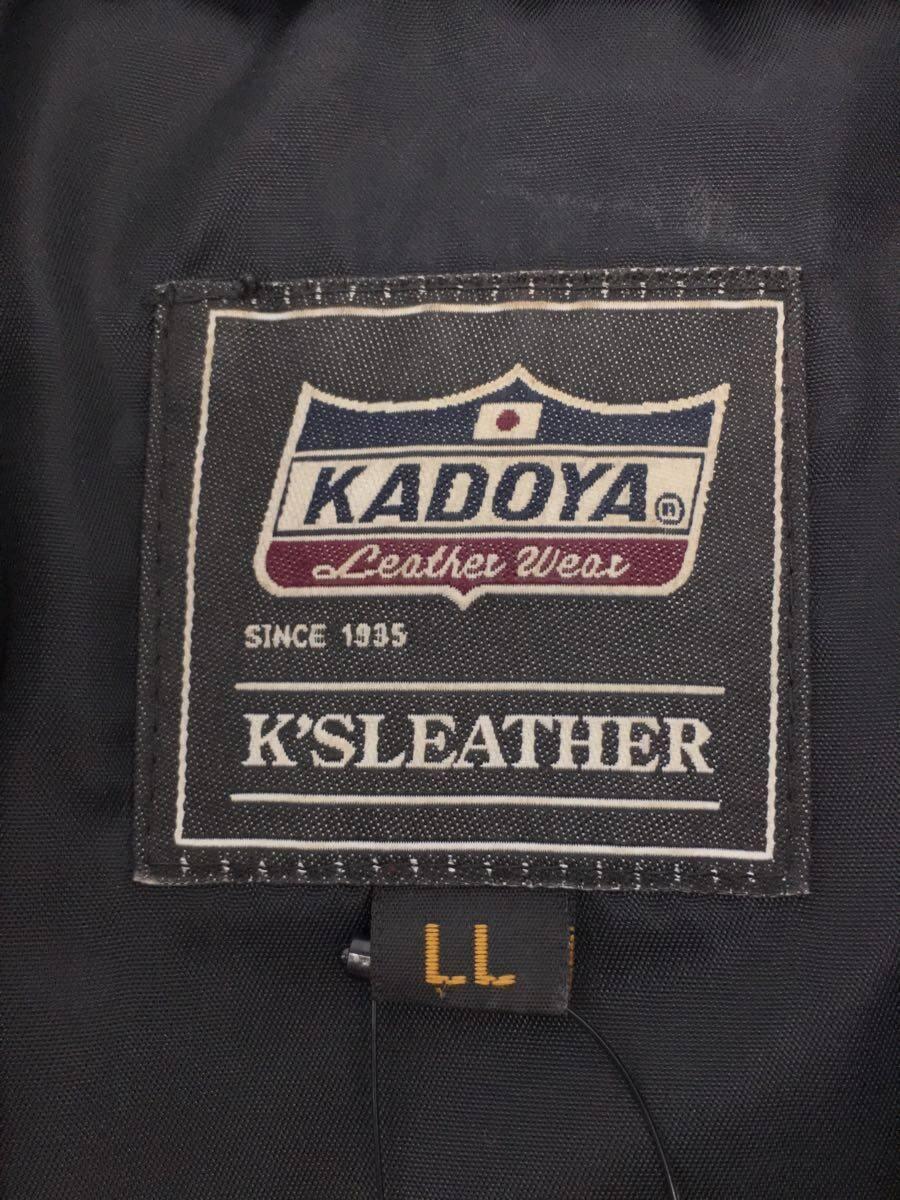 KADOYA ®
Leather Wear
SINCE 1935
K'SLEATHER
LL